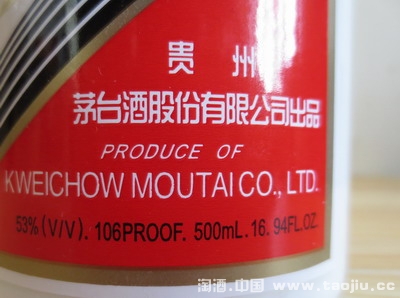 贵 州
茅台酒股份有限公司出品
PRODUCE OF
KWEICHOW MOUTAI CO., LTD.
53% (V/V). 106PROOF. 500mL. 16. 94FL.OZ.
淘酒.中国 www.taojiu.cc